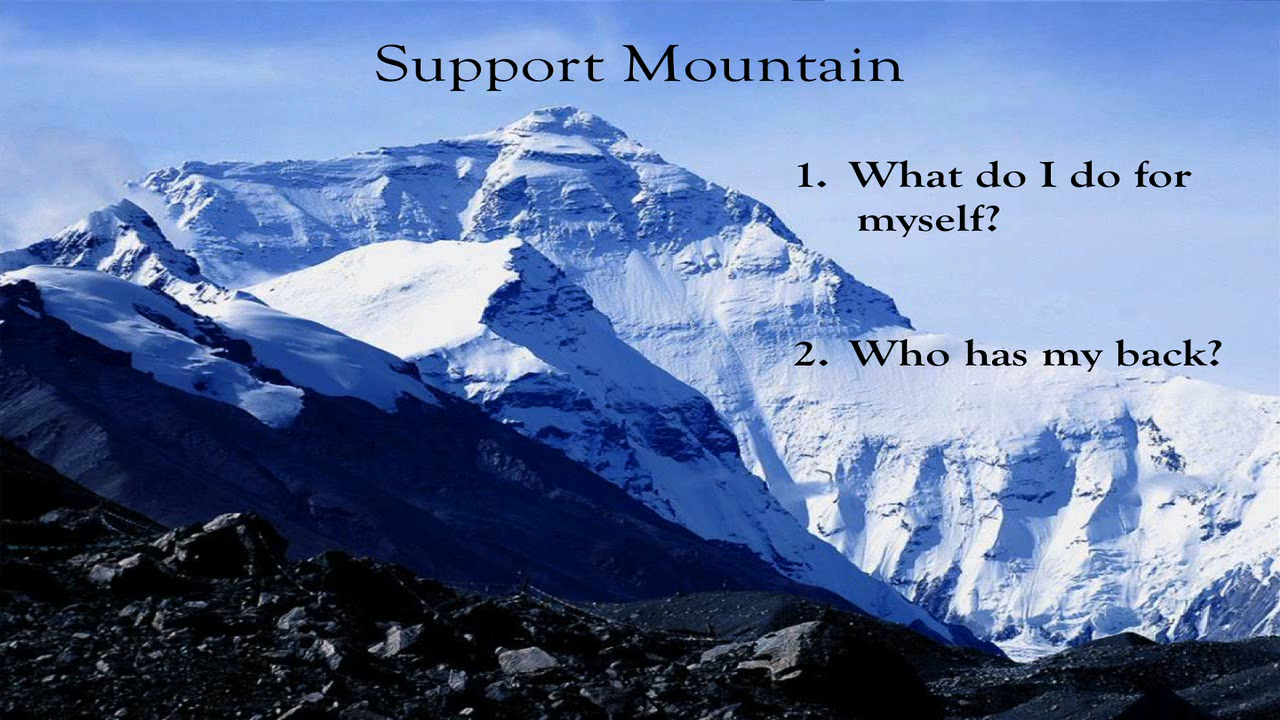 Support Mountain
1. What do I do for
myself?
2. Who has my back?